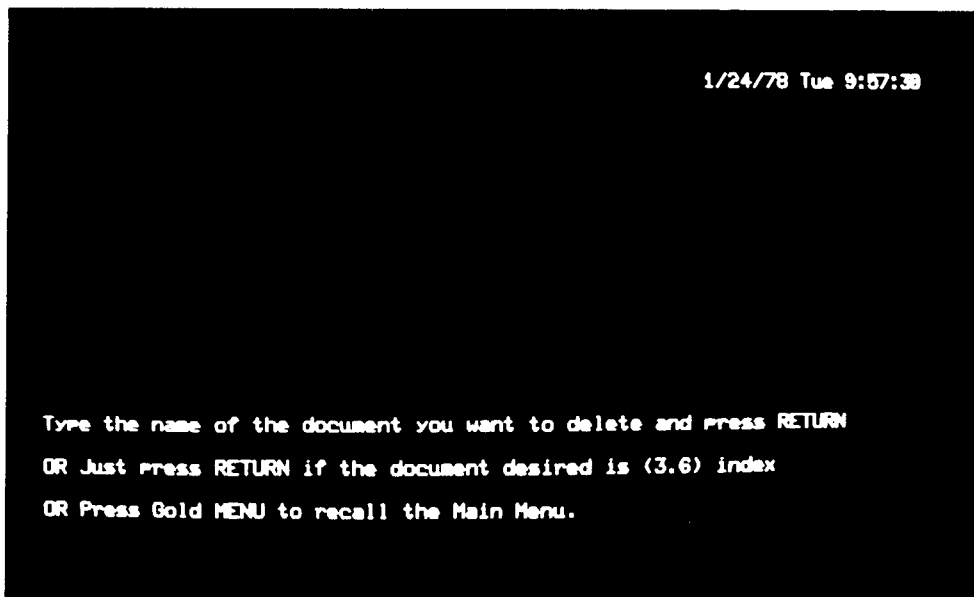 1/24/78 Tue 9:57:30
Type the name of the document you want to delete and press RETURN
OR Just press RETURN if the document desired is (3.6) index
OR Press Gold MENU to recall the Main Menu.